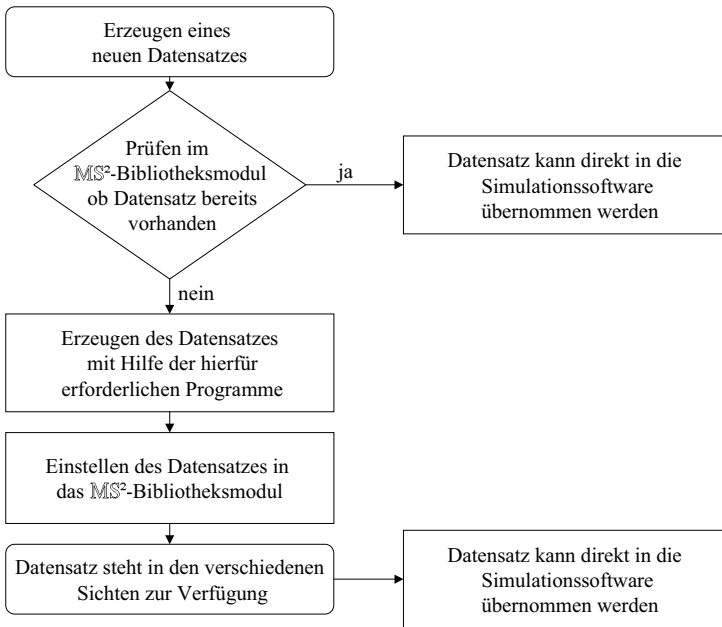 Erzeugen eines
neuen Datensatzes
Prüfen im
MS²-Bibliotheksmodul
ob Datensatz bereits
vorhanden
ja
Datensatz kann direkt in die
Simulationssoftware
übernommen werden
nein
Erzeugen des Datensatzes
mit Hilfe der hierfür
erforderlichen Programme
Einstellen des Datensatzes in
das MS²-Bibliotheksmodul
Datensatz steht in den verschiedenen
Sichten zur Verfügung
Datensatz kann direkt in die
Simulationssoftware
übernommen werden